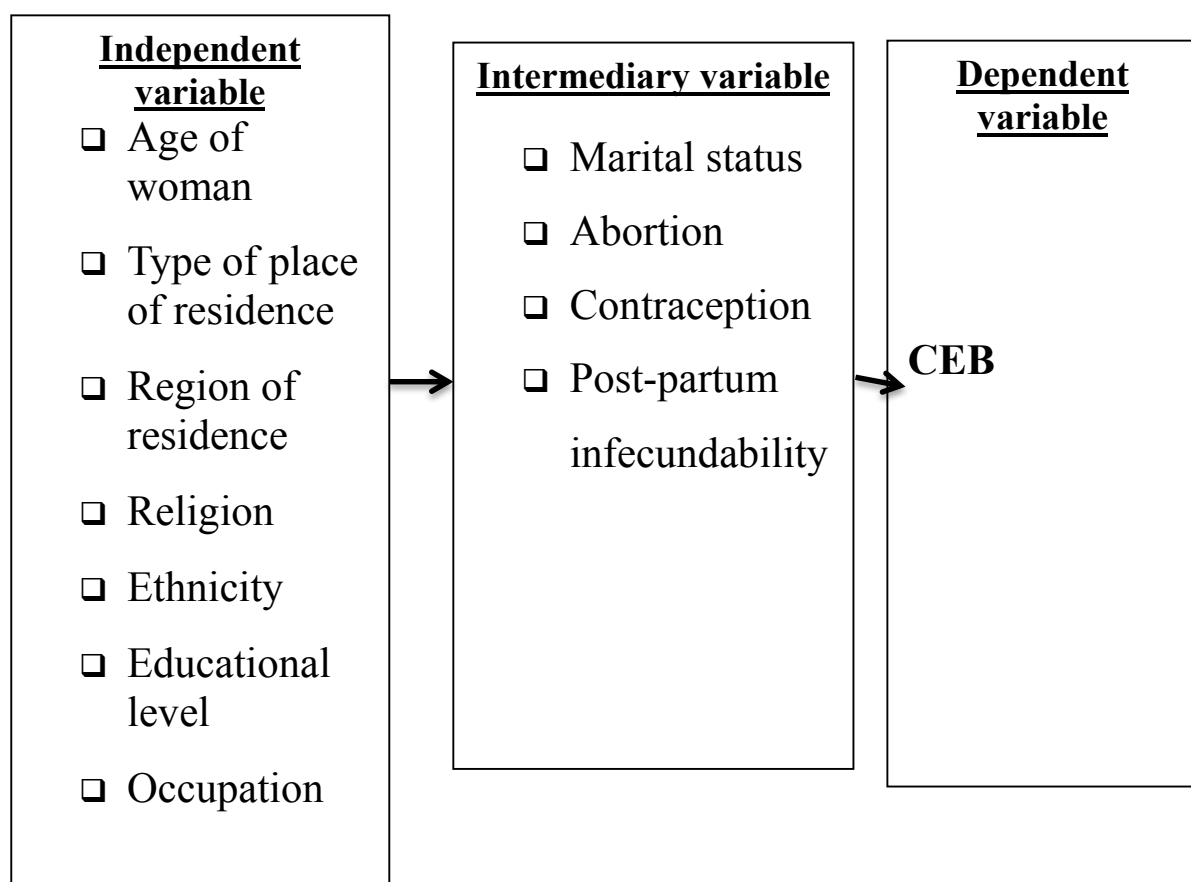 Independent
variable
❑ Age of
woman
❑ Type of place
of residence
❑ Region of
residence
❑ Religion
❑ Ethnicity
❑ Educational
level
❑ Occupation
Intermediary variable
❑ Marital status
❑ Abortion
❑ Contraception
❑ Post-partum
infecundability
Dependent
variable
CEB